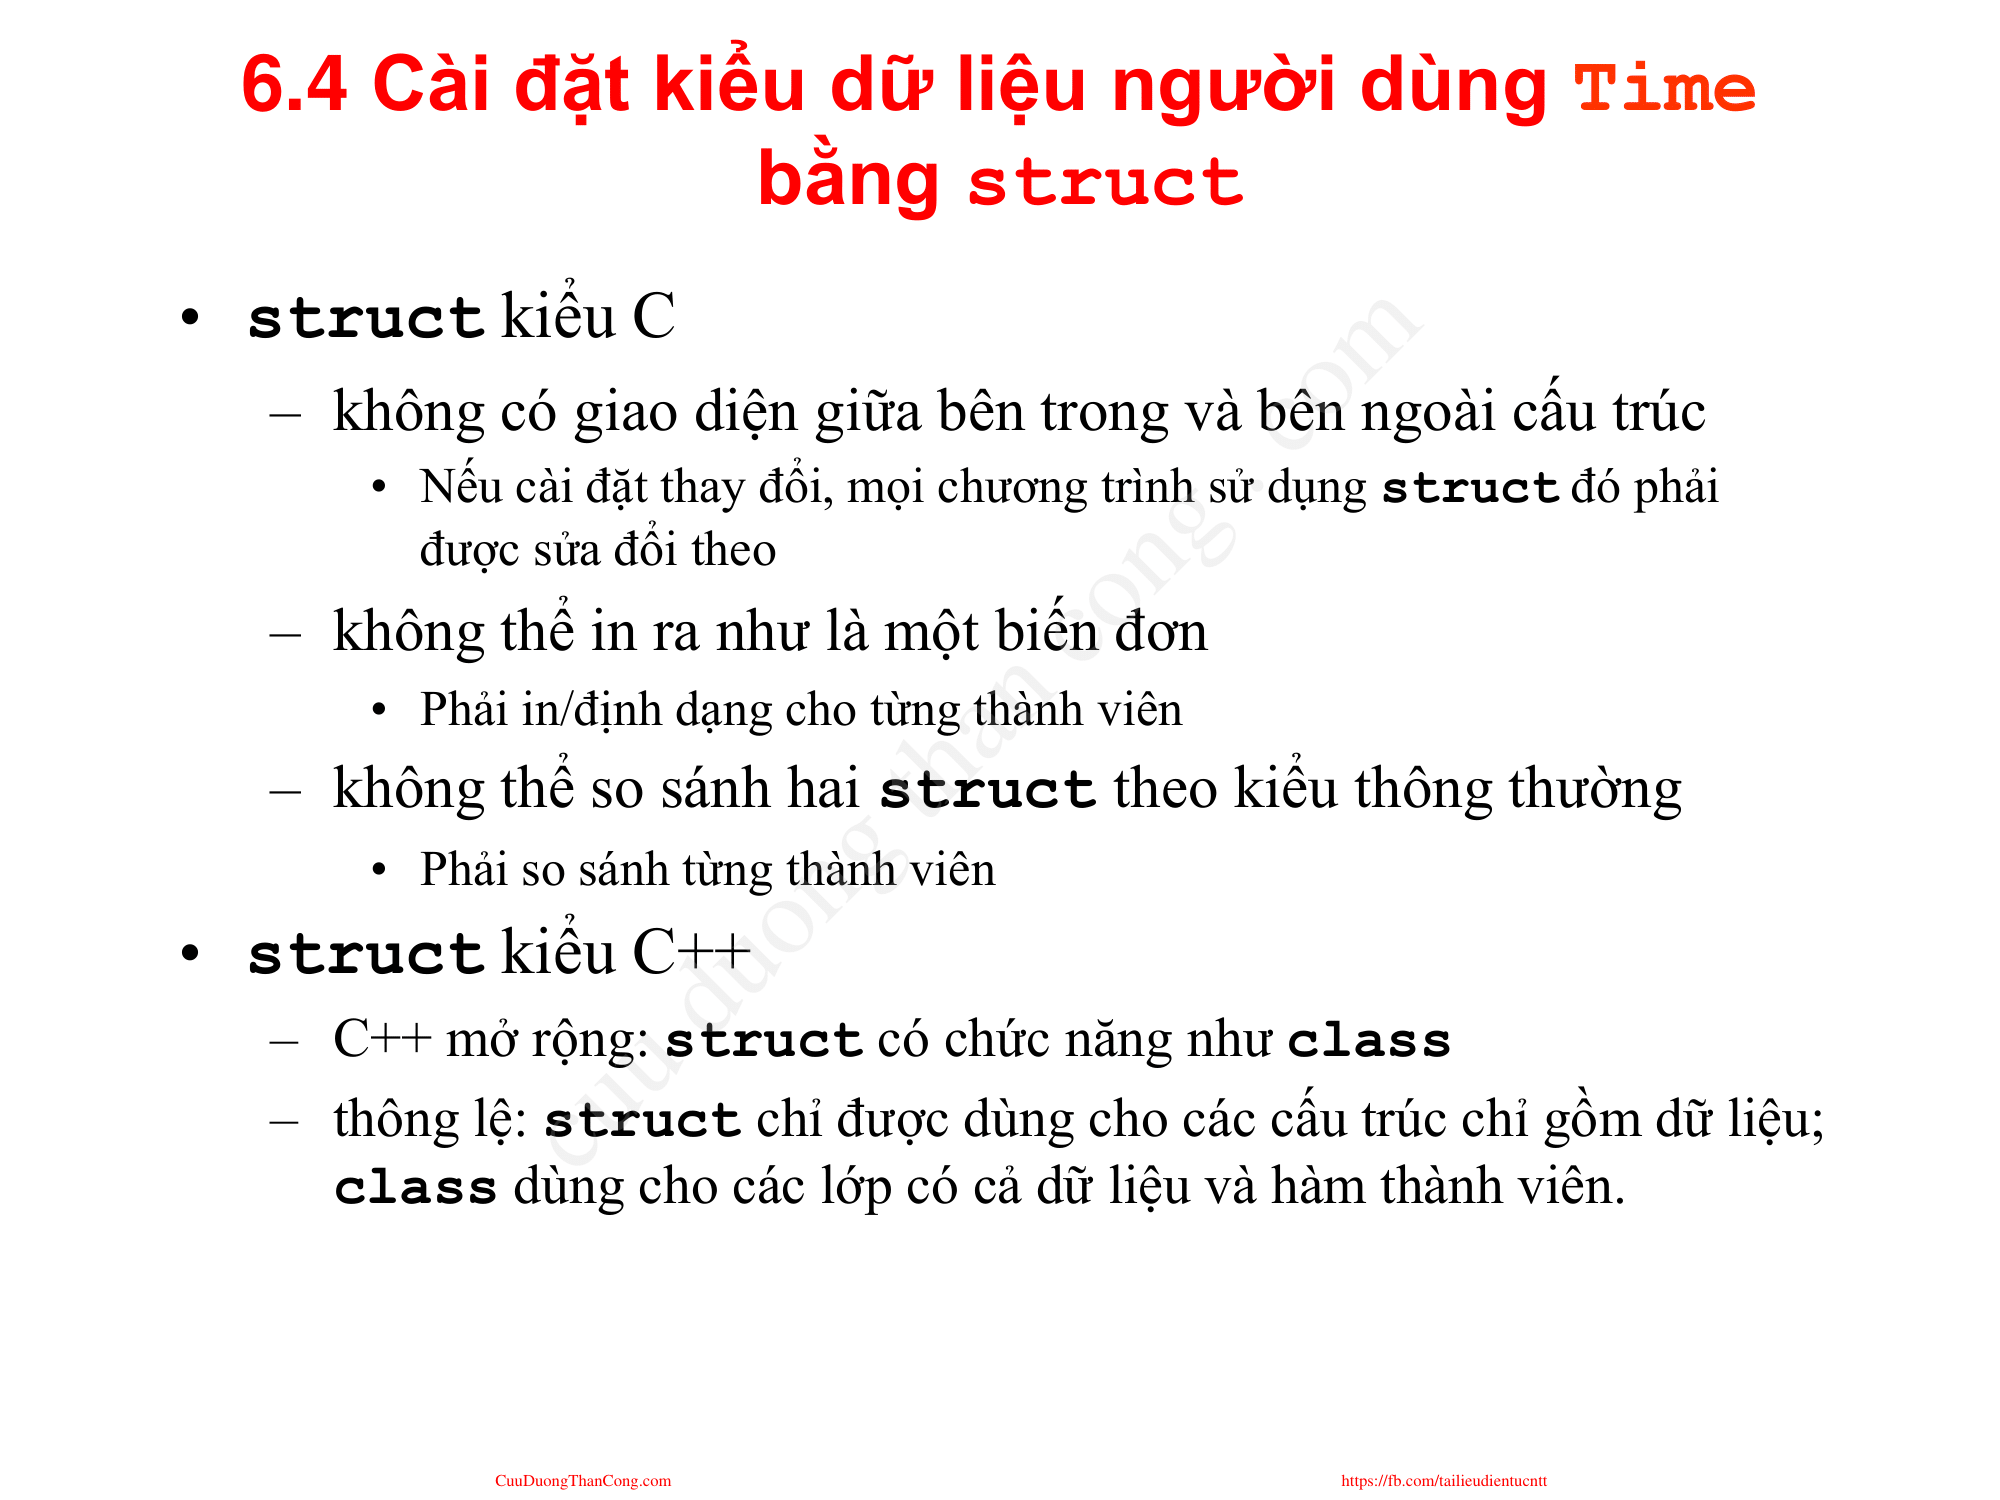 6.4 Cài đặt kiểu dữ liệu người dùng Time
bằng struct
• struct kiểu C
– không có giao diện giữa bên trong và bên ngoài cấu trúc
• Nếu cài đặt thay đổi, mọi chương trình sử dụng struct đó phải
được sửa đổi theo
– không thể in ra như là một biến đơn
• Phải in/định dạng cho từng thành viên
– không thể so sánh hai struct theo kiểu thông thường
• Phải so sánh từng thành viên
• struct kiểu C++
– C++ mở rộng: struct có chức năng như class
– thông lệ: struct chỉ được dùng cho các cấu trúc chỉ gồm dữ liệu;
class dùng cho các lớp có cả dữ liệu và hàm thành viên.
cuu duong than cong . com
CuuDuongThanCong.com
https://fb.com/tailieudientucntt